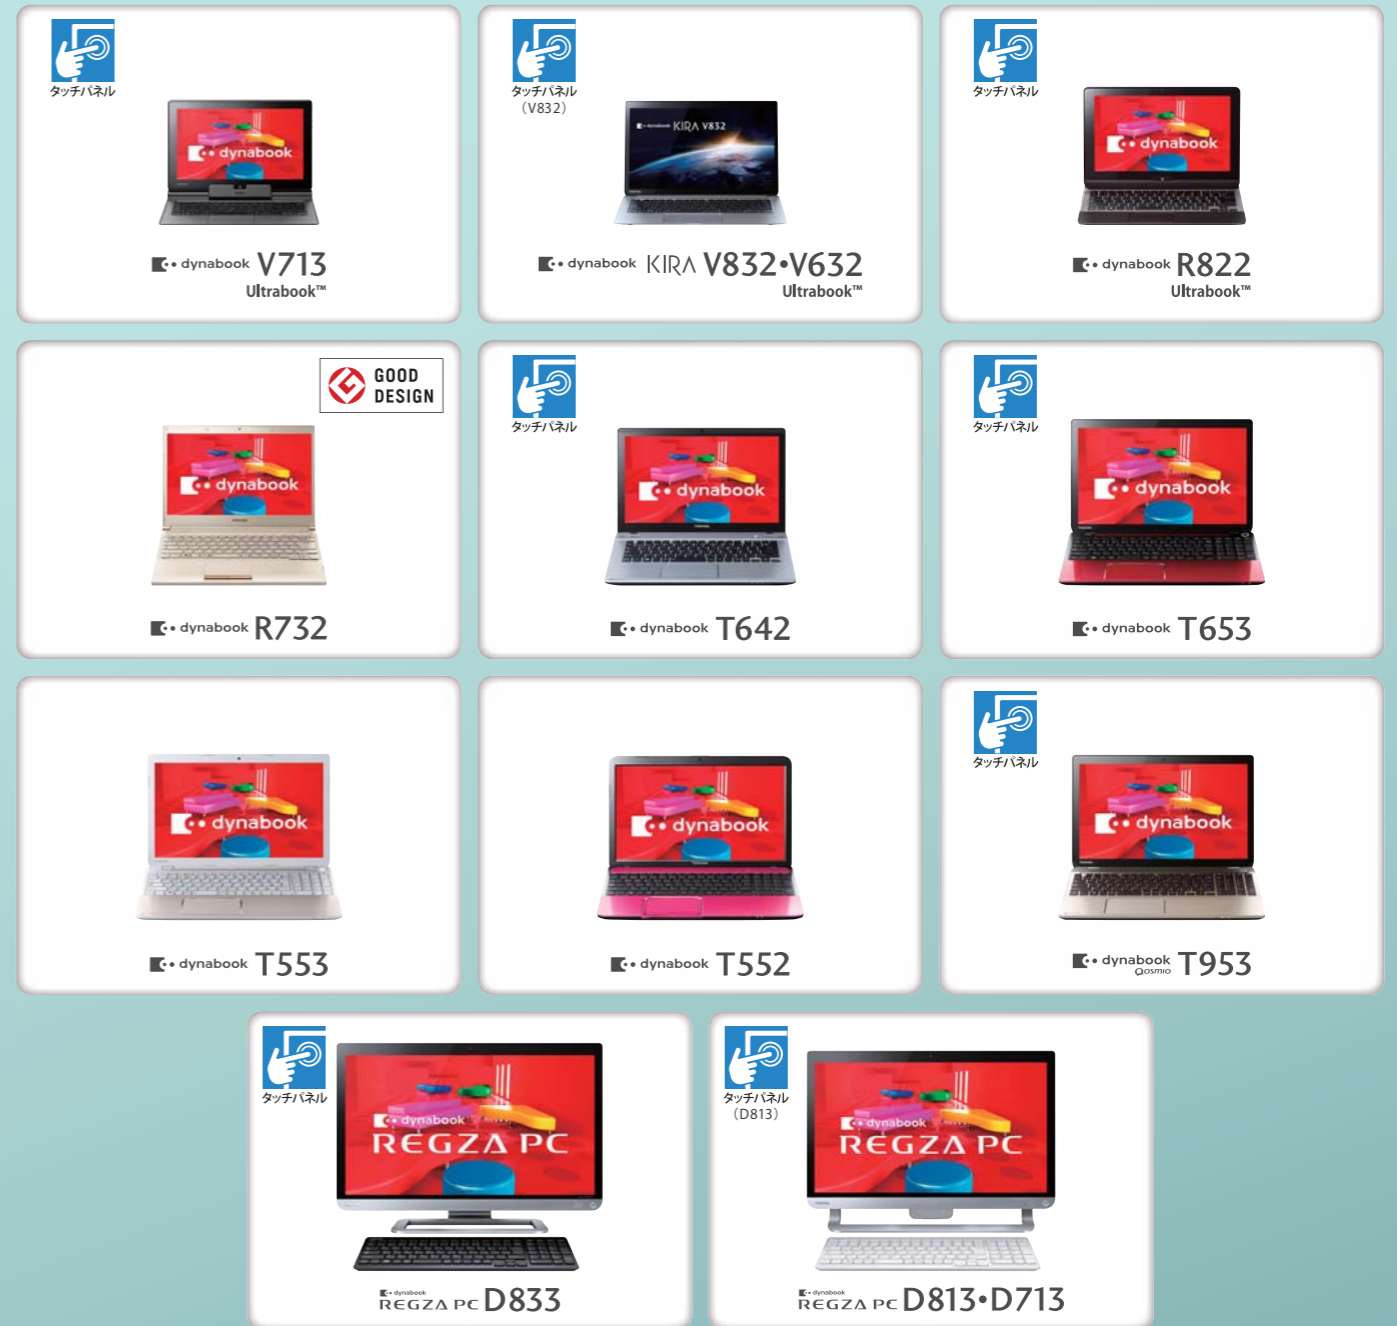 タッチパネル
dynabook
dynabook V713
Ultrabook™
タッチパネル
（V832）
dynabook KIRA V832
dynabook KIRA V832•V632
Ultrabook™
タッチパネル
dynabook
dynabook R822
Ultrabook™
GOOD
DESIGN
dynabook
dynabook R732
タッチパネル
dynabook
dynabook T642
タッチパネル
dynabook
dynabook T653
dynabook
dynabook T553
dynabook
dynabook T552
タッチパネル
dynabook
dynabook T953
Qosmio
タッチパネル
dynabook
REGZA PC
dynabook
REGZA PC D833
タッチパネル
（D813）
dynabook
REGZA PC
dynabook
REGZA PC D813•D713